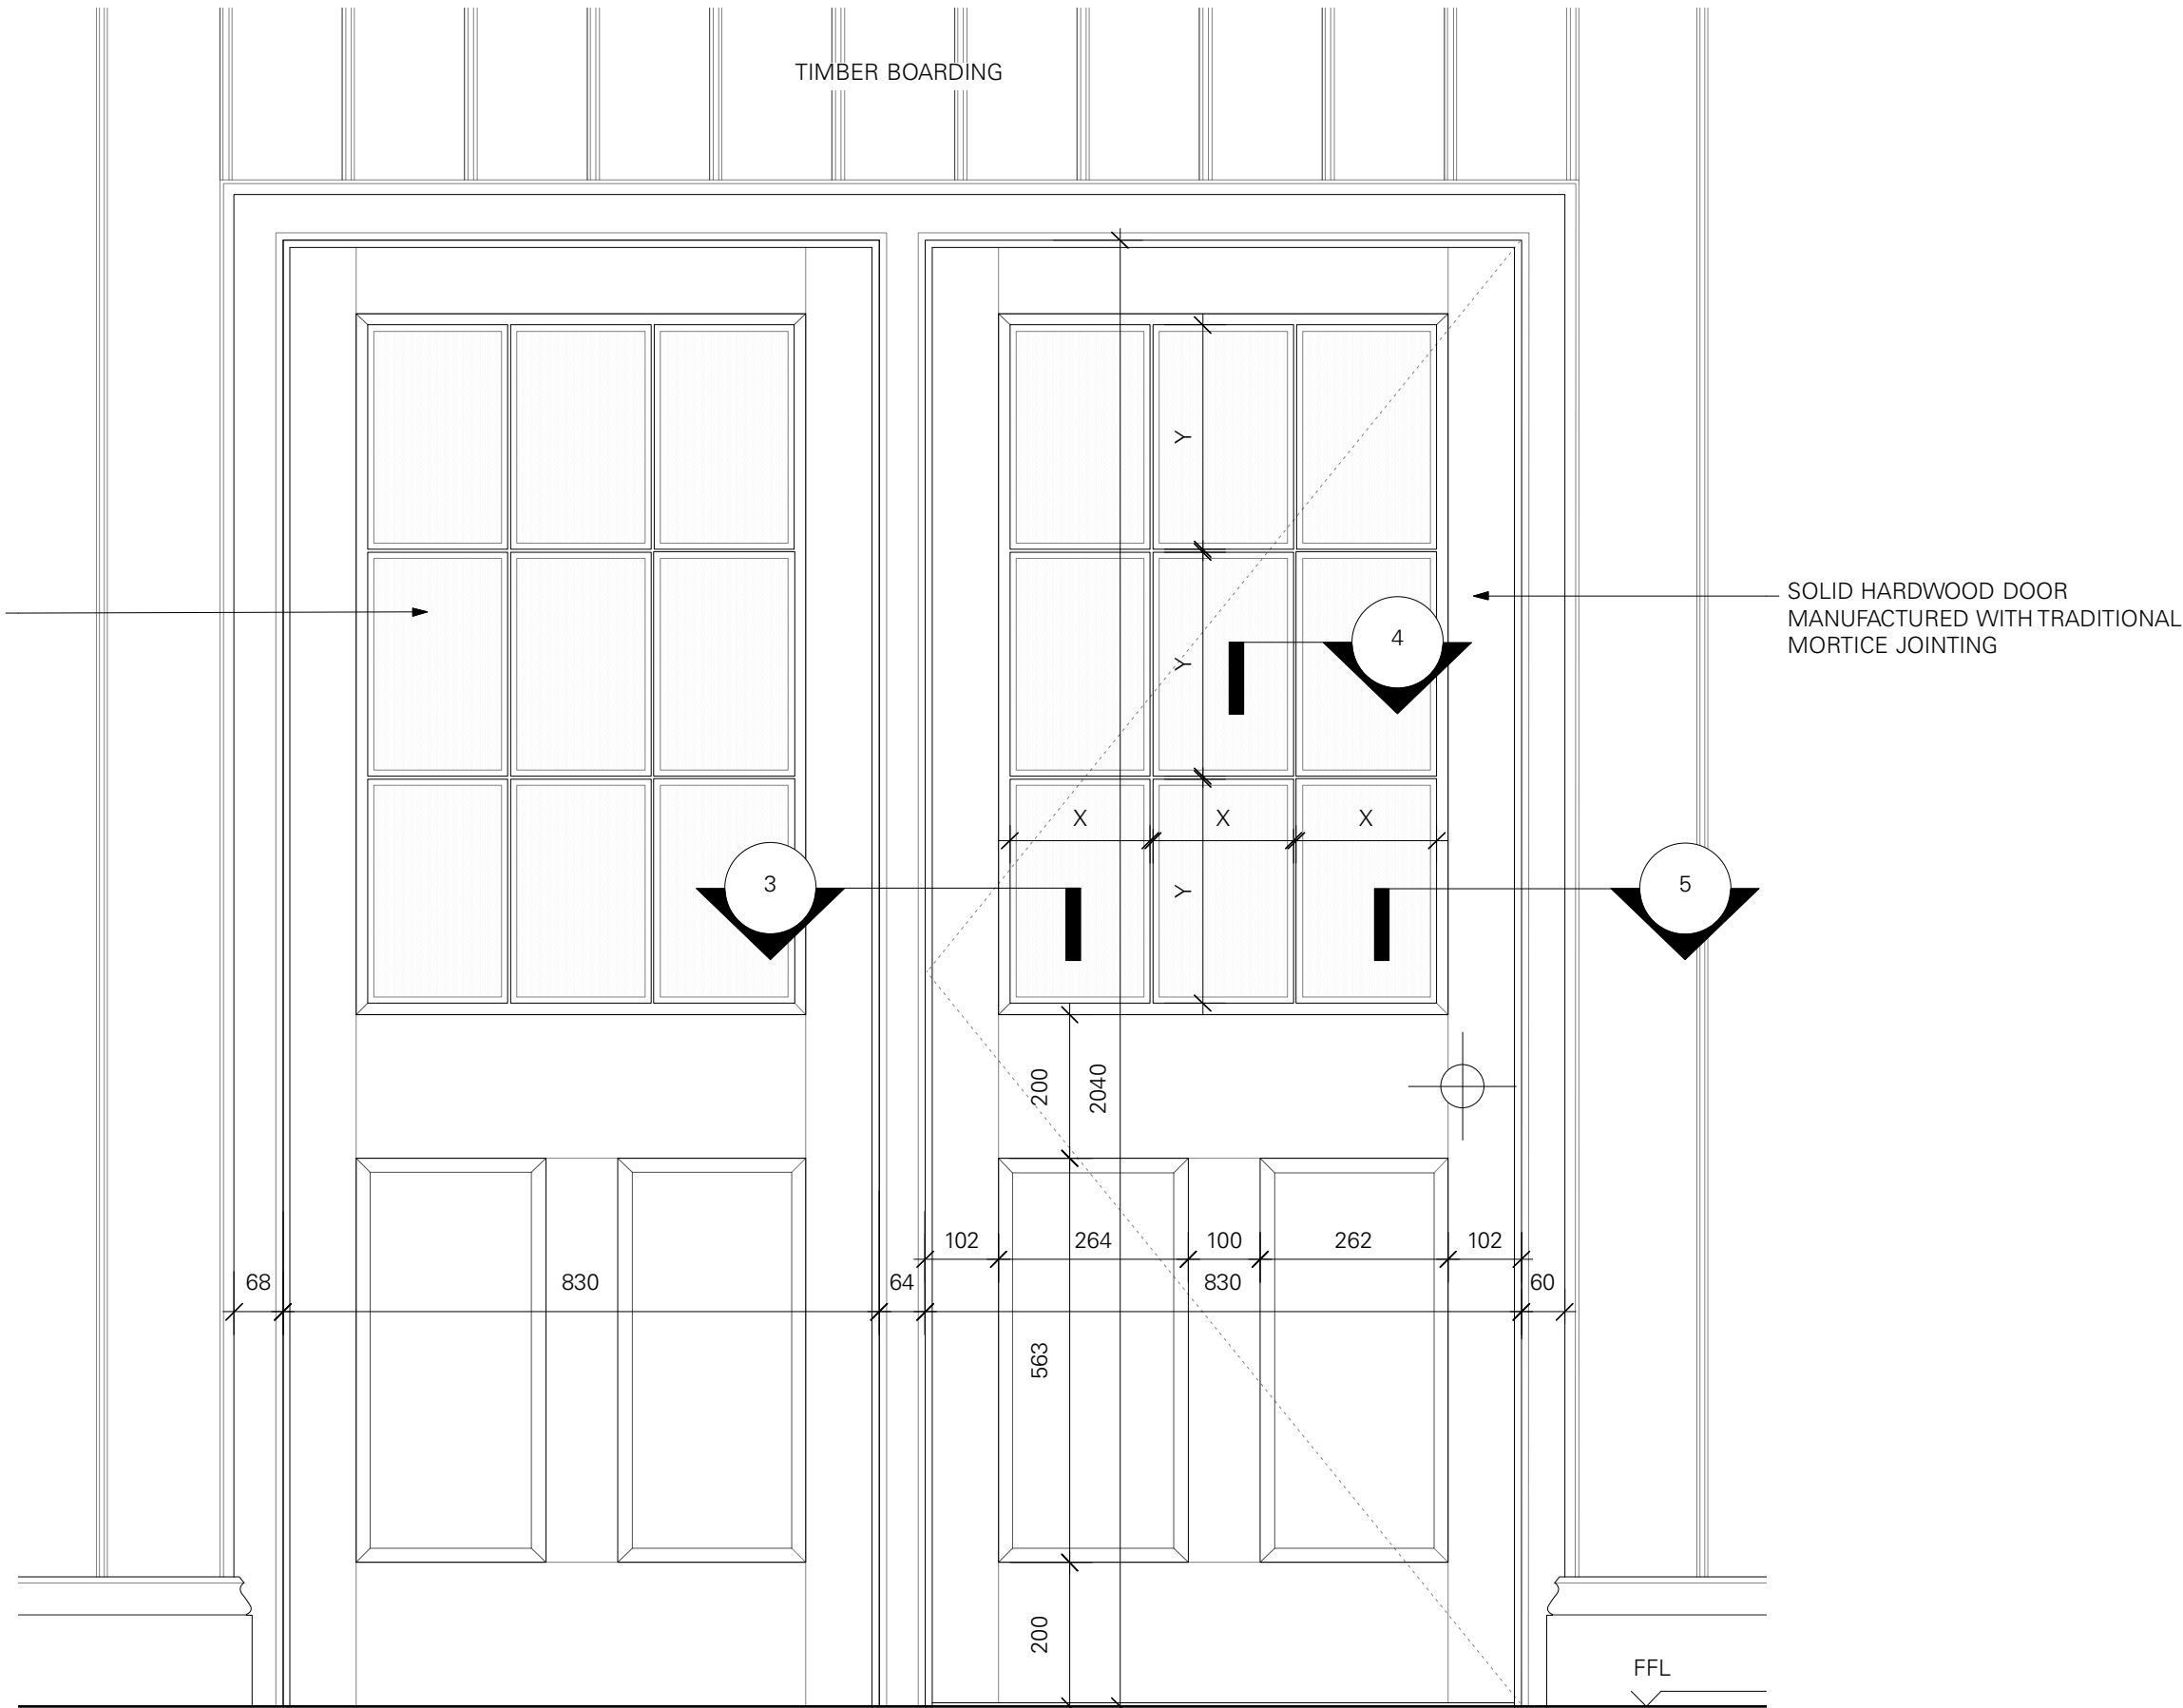 TIMBER BOARDING
Y
SOLID HARDWOOD DOOR
MANUFACTURED WITH TRADITIONAL
MORTICE JOINTING
4
Y
X X X
3
Y
5
200
2040
102 264 100 262 102
68 830 64 830 60
563
200
FFL